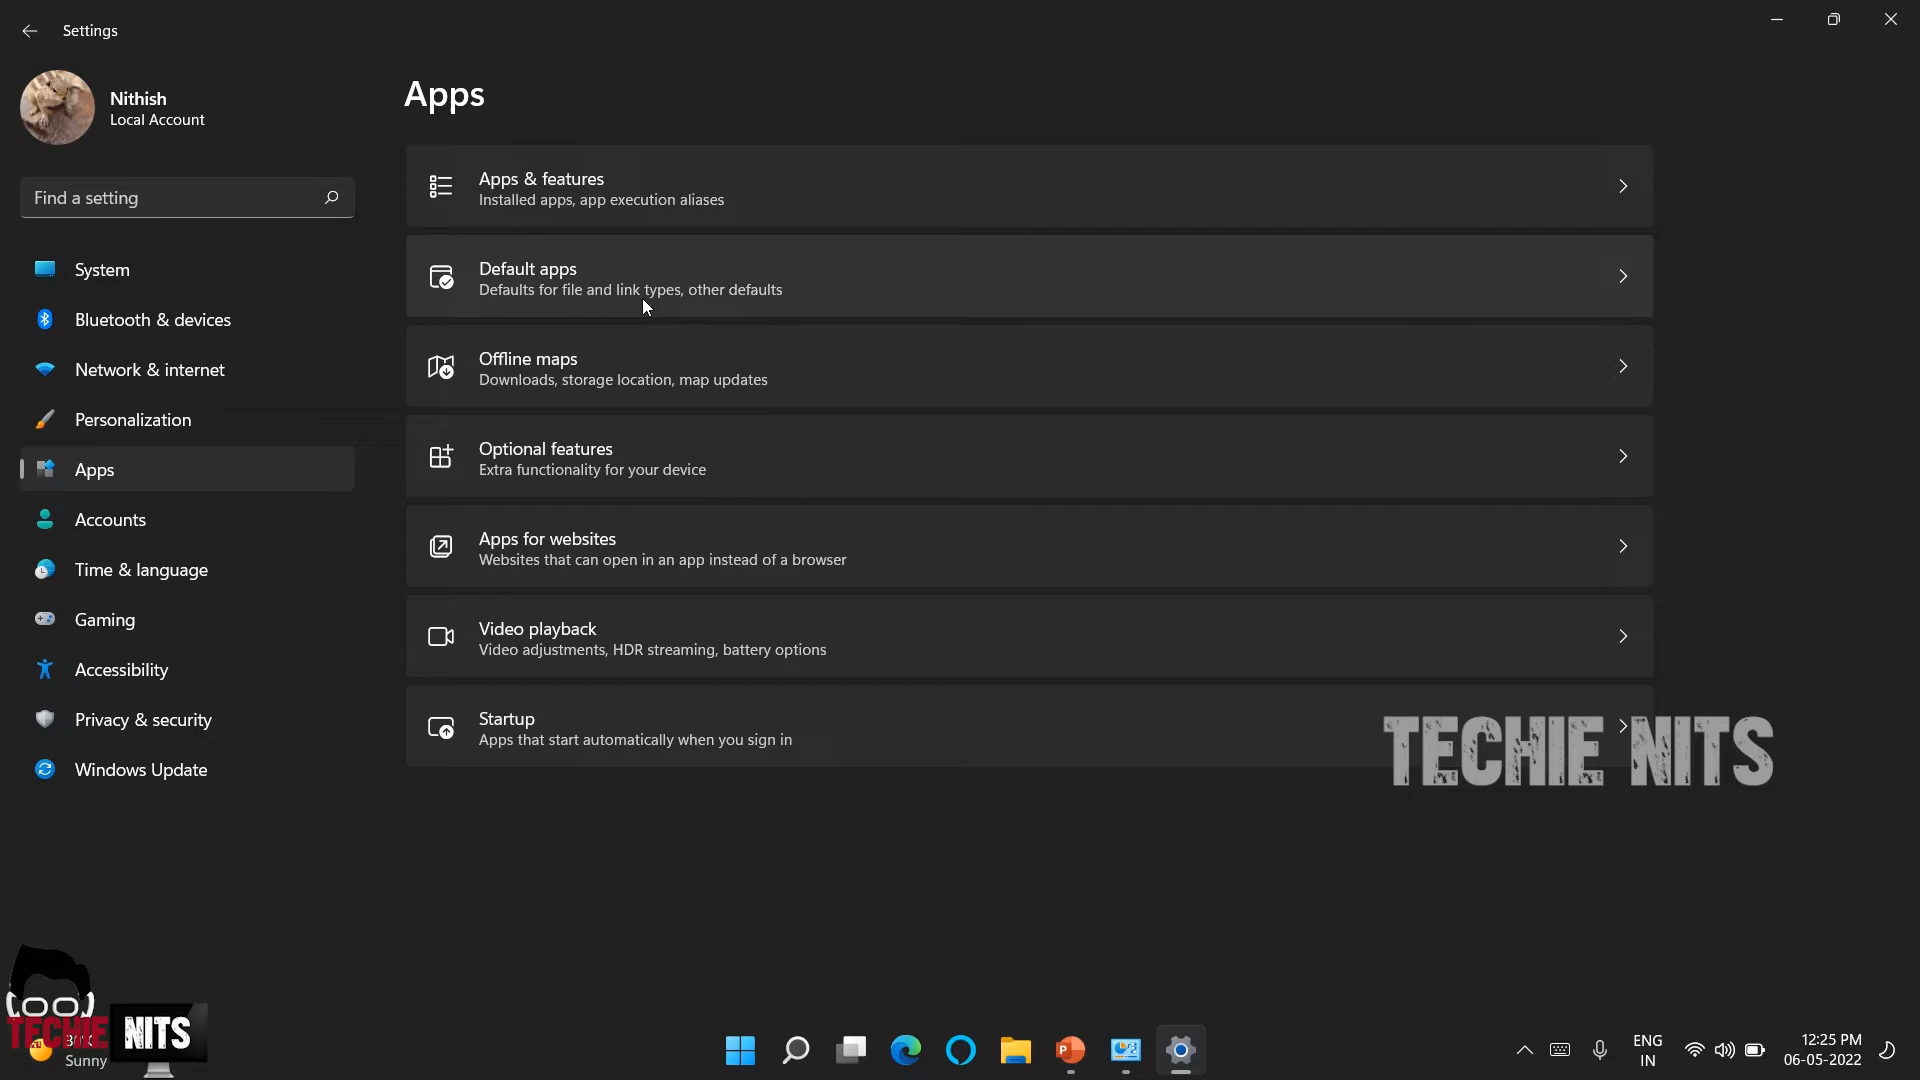 Settings
Nithish
Local Account
Find a setting
System
Bluetooth & devices
Network & internet
Personalization
Apps
Accounts
Time & language
Gaming
Accessibility
Privacy & security
Windows Update
Apps
Apps & features
Installed apps, app execution aliases
Default apps
Defaults for file and link types, other defaults
Offline maps
Downloads, storage location, map updates
Optional features
Extra functionality for your device
Apps for websites
Websites that can open in an app instead of a browser
Video playback
Video adjustments, HDR streaming, battery options
Startup
Apps that start automatically when you sign in
TECHIE NITS
TECHIE NITS
Sunny
ENG
IN
12:25 PM
06-05-2022